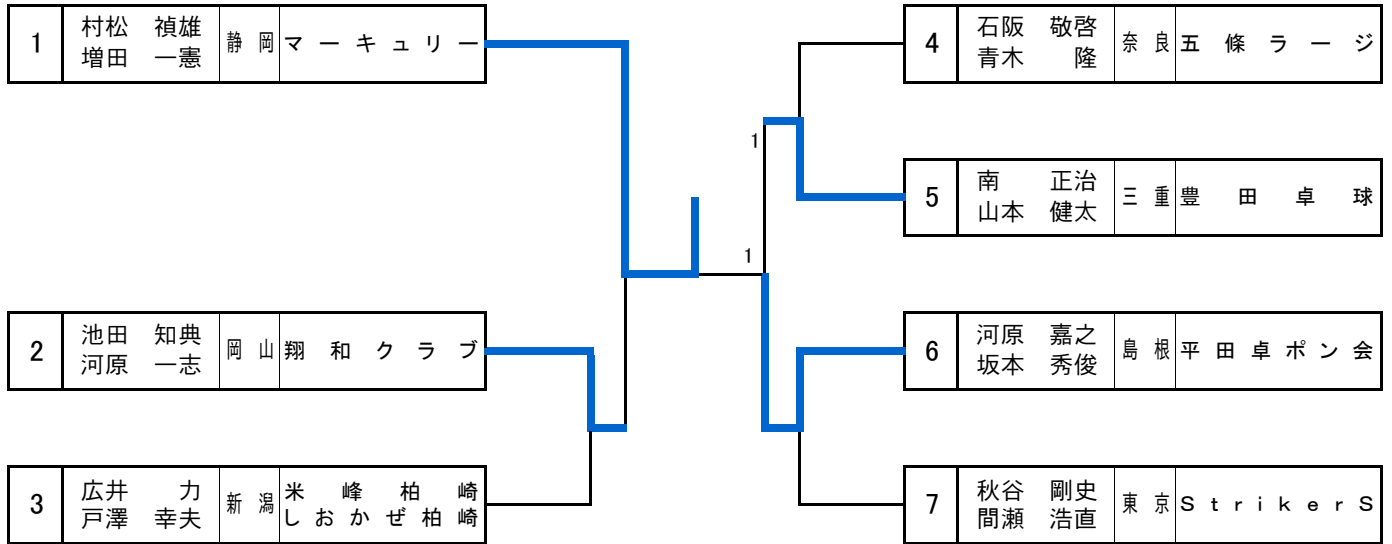 1 村松 禎雄 静岡 マーキュリー
増田 一憲
2 池田 知典 岡山 翔和クラブ
河原 一志
3 広井 力 新潟 米峰柏崎
戸澤 幸夫 しおかぜ柏崎
4 石阪 敬啓 奈良 五條ラージ
青木 隆
1
5 南 正治 三重 豊田卓球
山本 健太
1
6 河原 嘉之 島根 平田卓ポン会
坂本 秀俊
7 秋谷 剛史 東京 StrikerS
間瀬 浩直